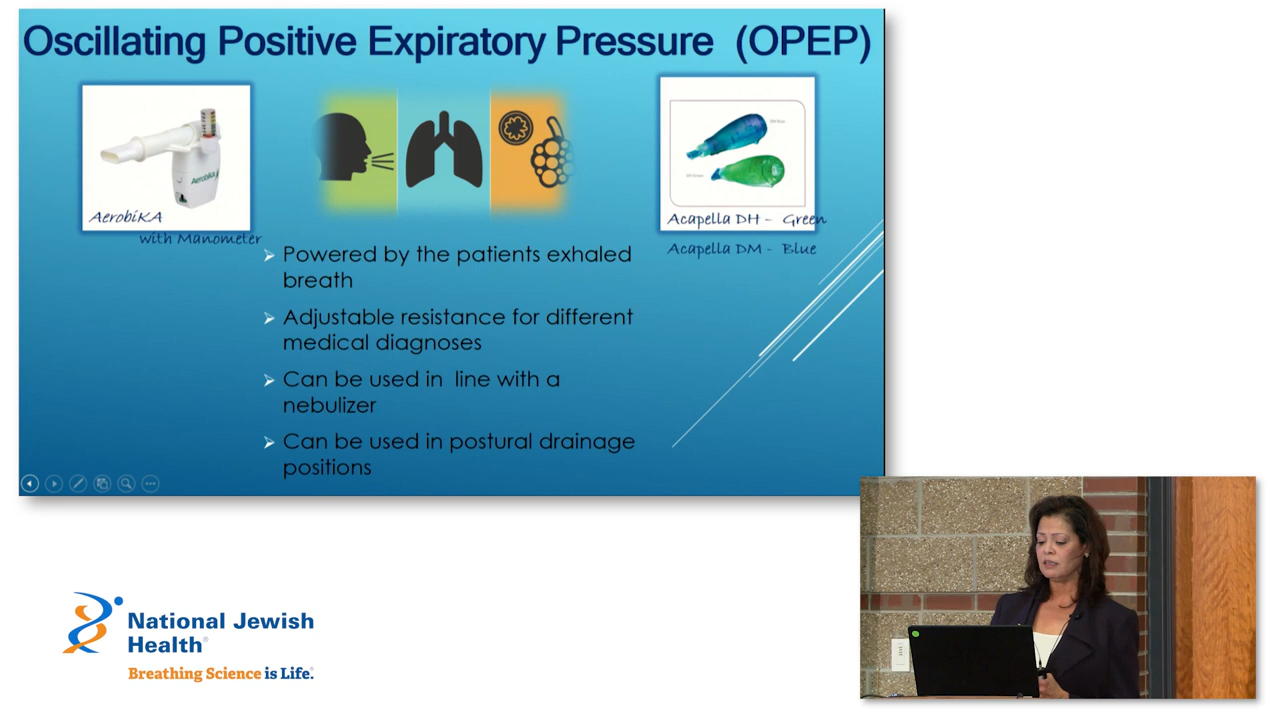 Oscillating Positive Expiratory Pressure (OPEP)
AerobiKA
AerobiKA
with Manometer
Acapella DH - Green
Acapella DM - Blue
Powered by the patients exhaled
breath
Adjustable resistance for different
medical diagnoses
Can be used in line with a
nebulizer
Can be used in postural drainage
positions
National Jewish
Health®
Breathing Science is Life.®